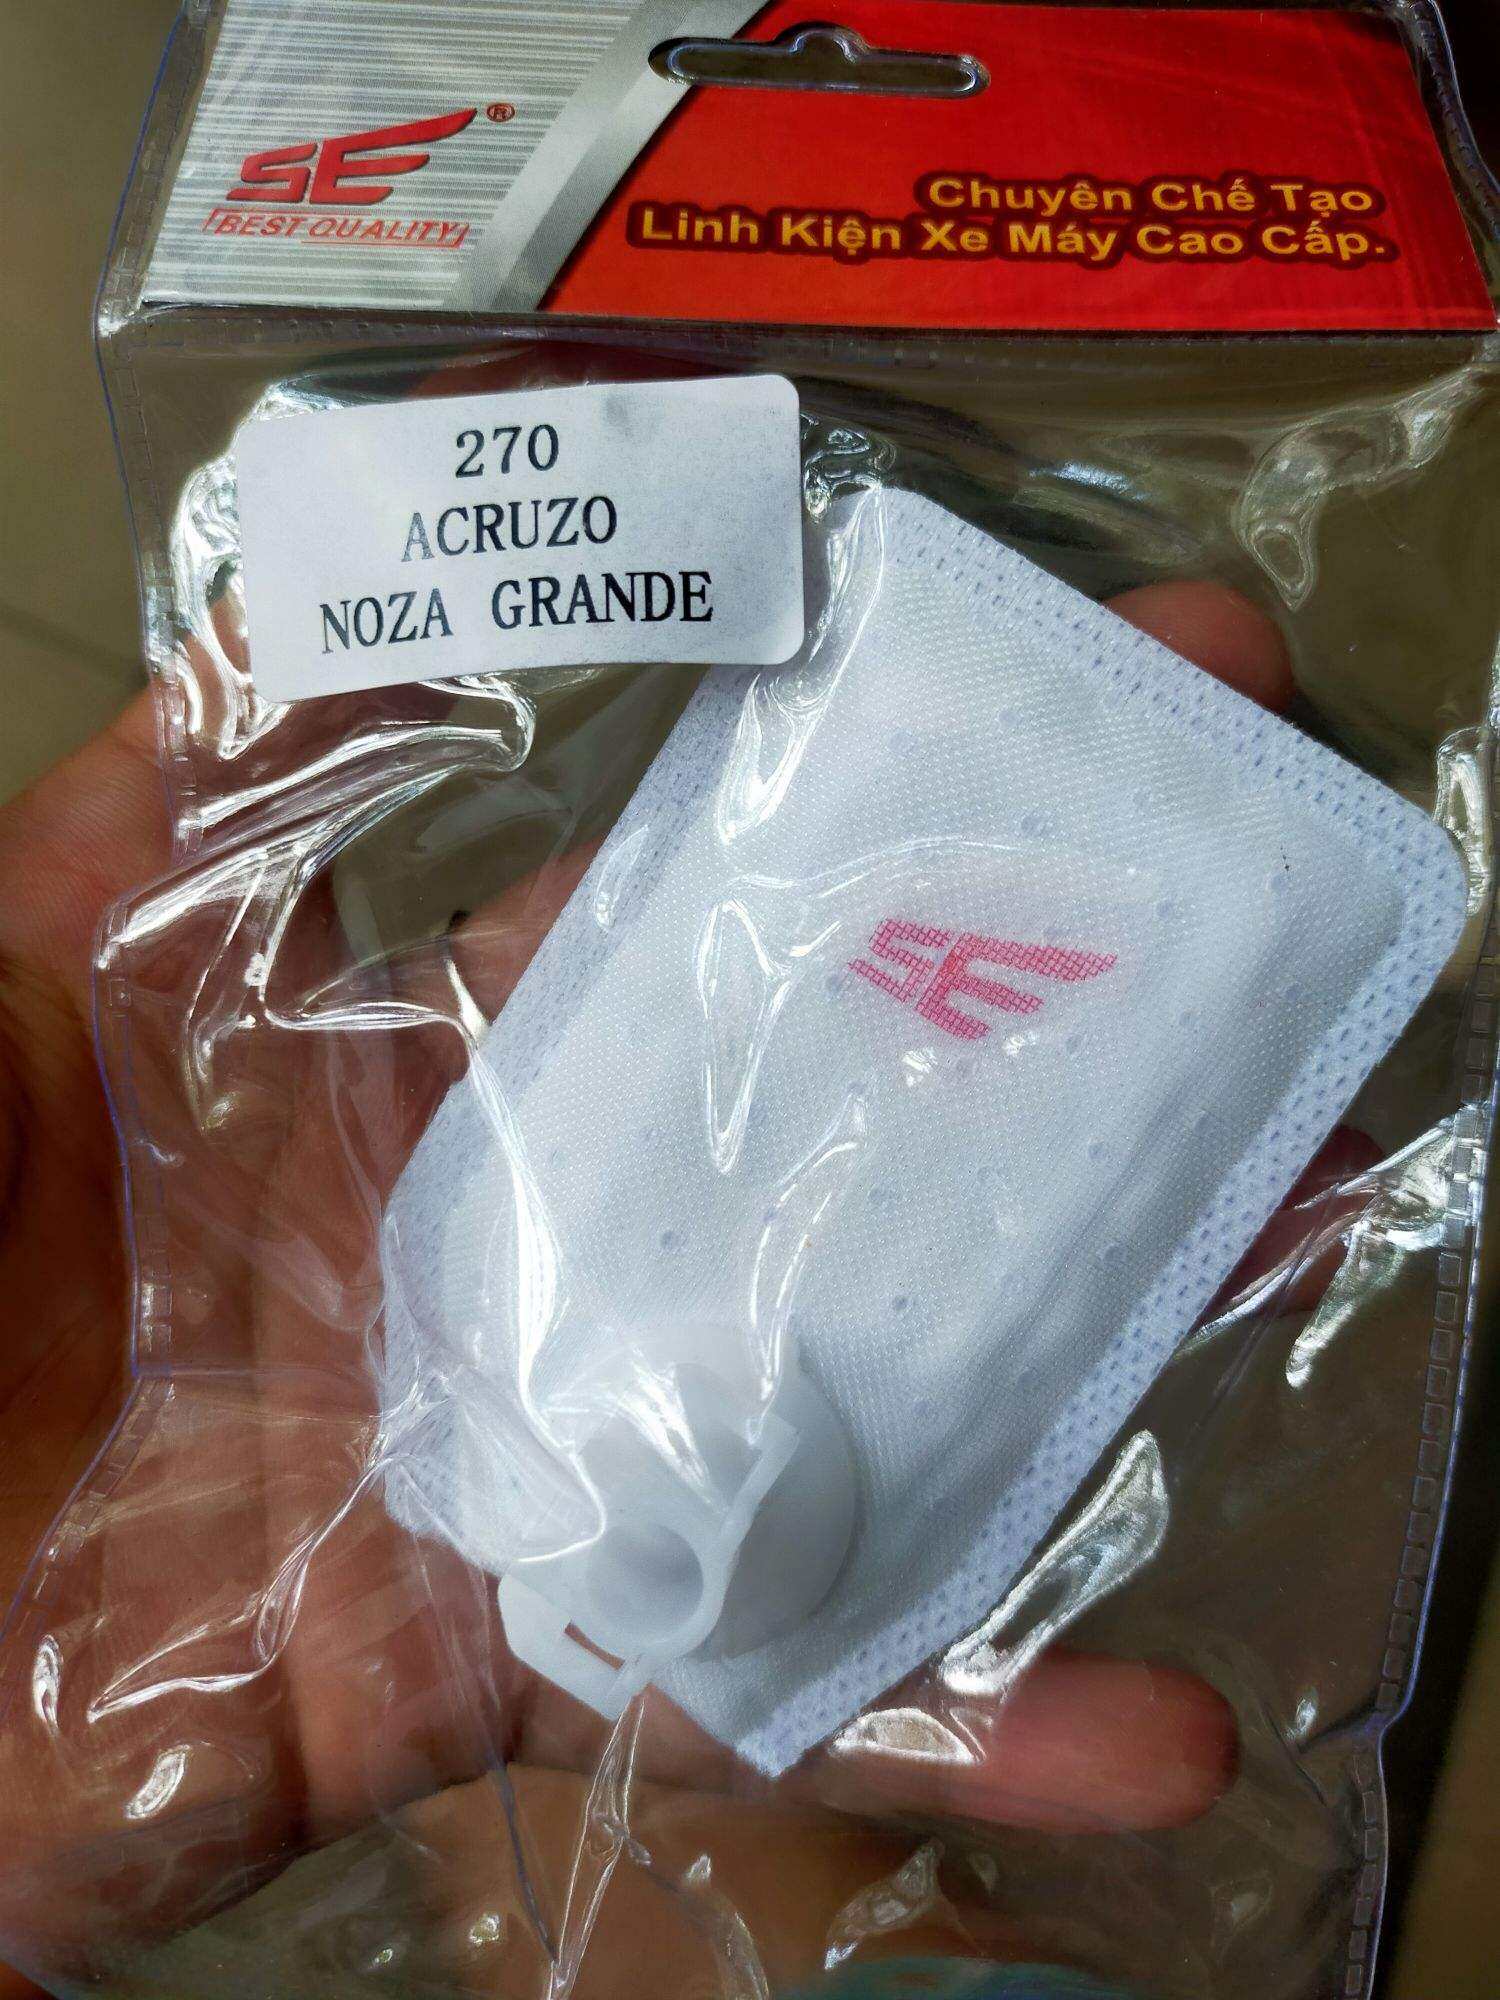 SE®
BEST QUALITY
Chuyên Chế Tạo
Linh Kiện Xe Máy Cao Cấp.
270
ACRUZO
NOZA GRANDE
SE